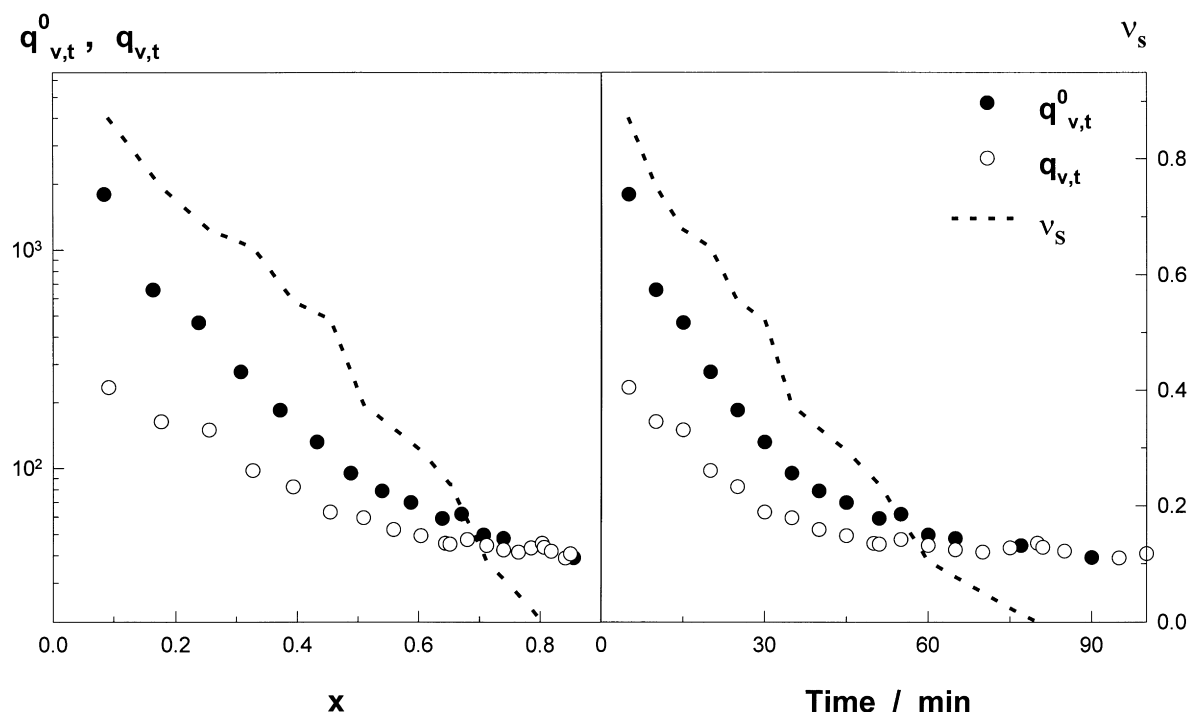 q⁰ᵥ,ₜ , qᵥ,ₜ
νₛ
q⁰ᵥ,ₜ
qᵥ,ₜ
νₛ
10³
10²
0.8
0.6
0.4
0.2
0.0
0.0 0.2 0.4 0.6 0.8 0 30 60 90
x
Time / min